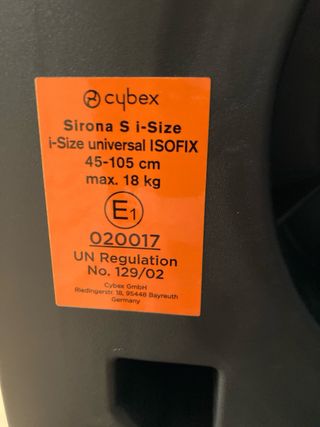 cybex
Sirona S i-Size
i-Size universal ISOFIX
45-105 cm
max. 18 kg
E1
020017
UN Regulation
No. 129/02
Cybex GmbH
Riedingerstr. 18, 95448 Bayreuth
Germany